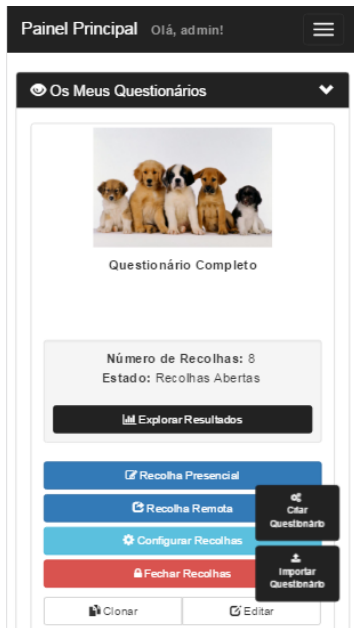 Painel Principal Olá, admin!
Os Meus Questionários
Questionário Completo
Número de Recolhas: 8
Estado: Recolhas Abertas
Explorar Resultados
Recolha Presencial
Recolha Remota
Criar
Questionário
Configurar Recolhas
Importar
Questionário
Fechar Recolhas
Clonar
Editar